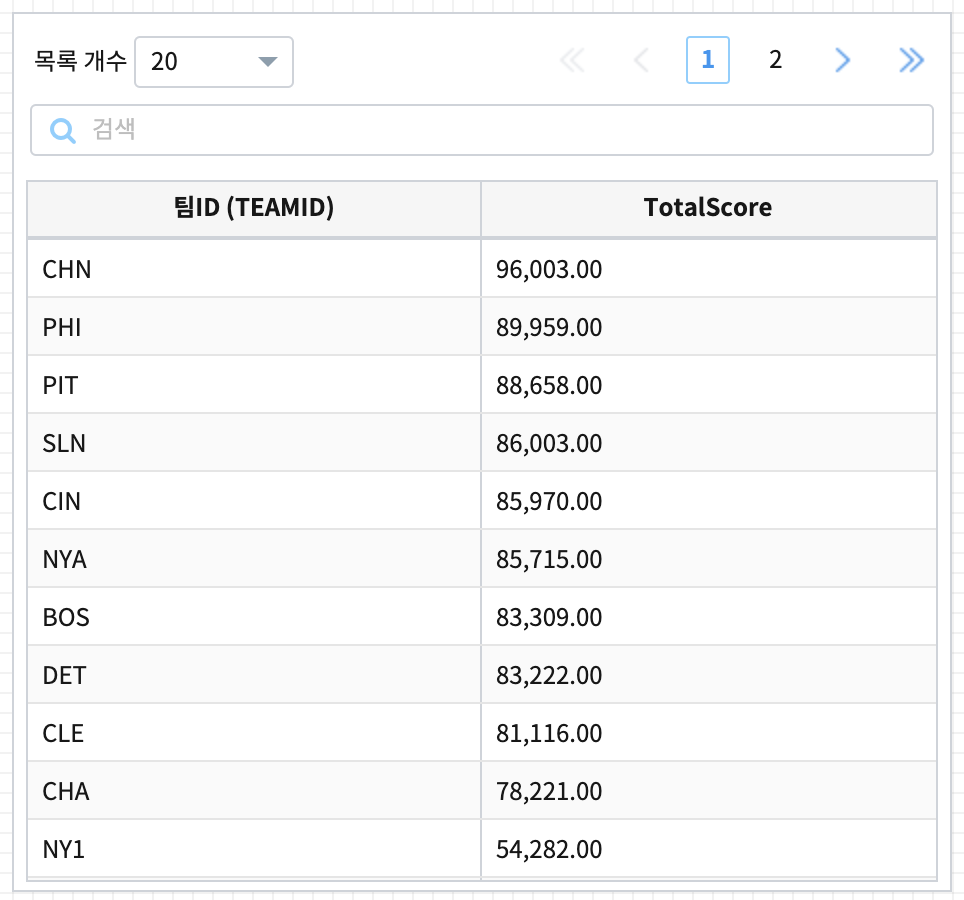 목록 개수 20 1 2
검색
팀ID (TEAMID) TotalScore
CHN 96,003.00
PHI 89,959.00
PIT 88,658.00
SLN 86,003.00
CIN 85,970.00
NYA 85,715.00
BOS 83,309.00
DET 83,222.00
CLE 81,116.00
CHA 78,221.00
NY1 54,282.00